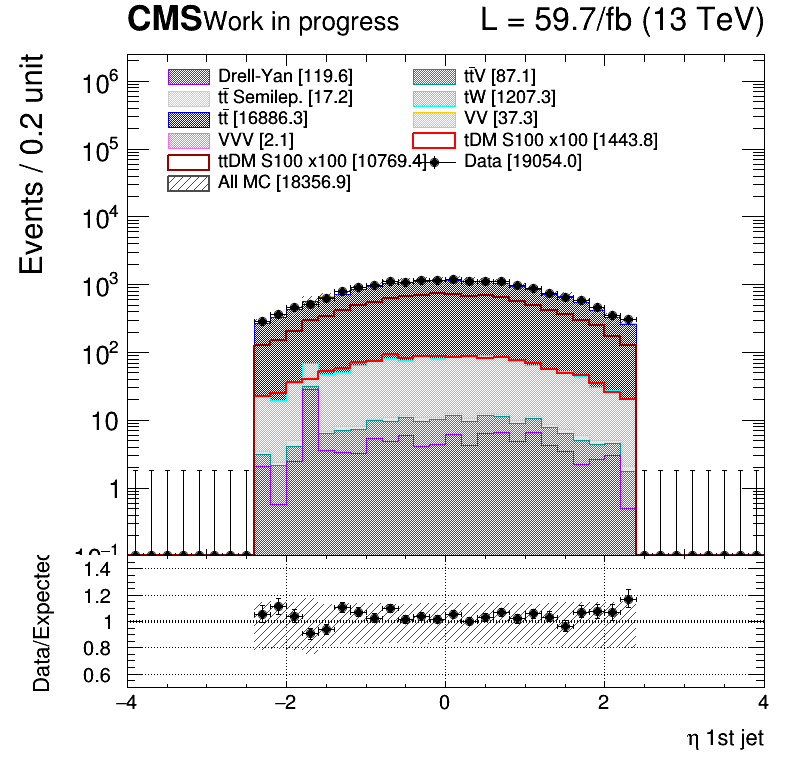 CMS Work in progress L = 59.7/fb (13 TeV)
Events / 0.2 unit
10⁶
10⁵
10⁴
10³
10²
10
1
10⁻¹
Drell-Yan [119.6] tt̄V [87.1]
tt̄ Semilep. [17.2] tW [1207.3]
tt̄ [16886.3] VV [37.3]
VVV [2.1] tDM S100 x100 [1443.8]
ttDM S100 x100 [10769.4] Data [19054.0]
All MC [18356.9]
Data/Expected
1.4
1.2
1
0.8
0.6
−4 −2 0 2 4
η 1st jet